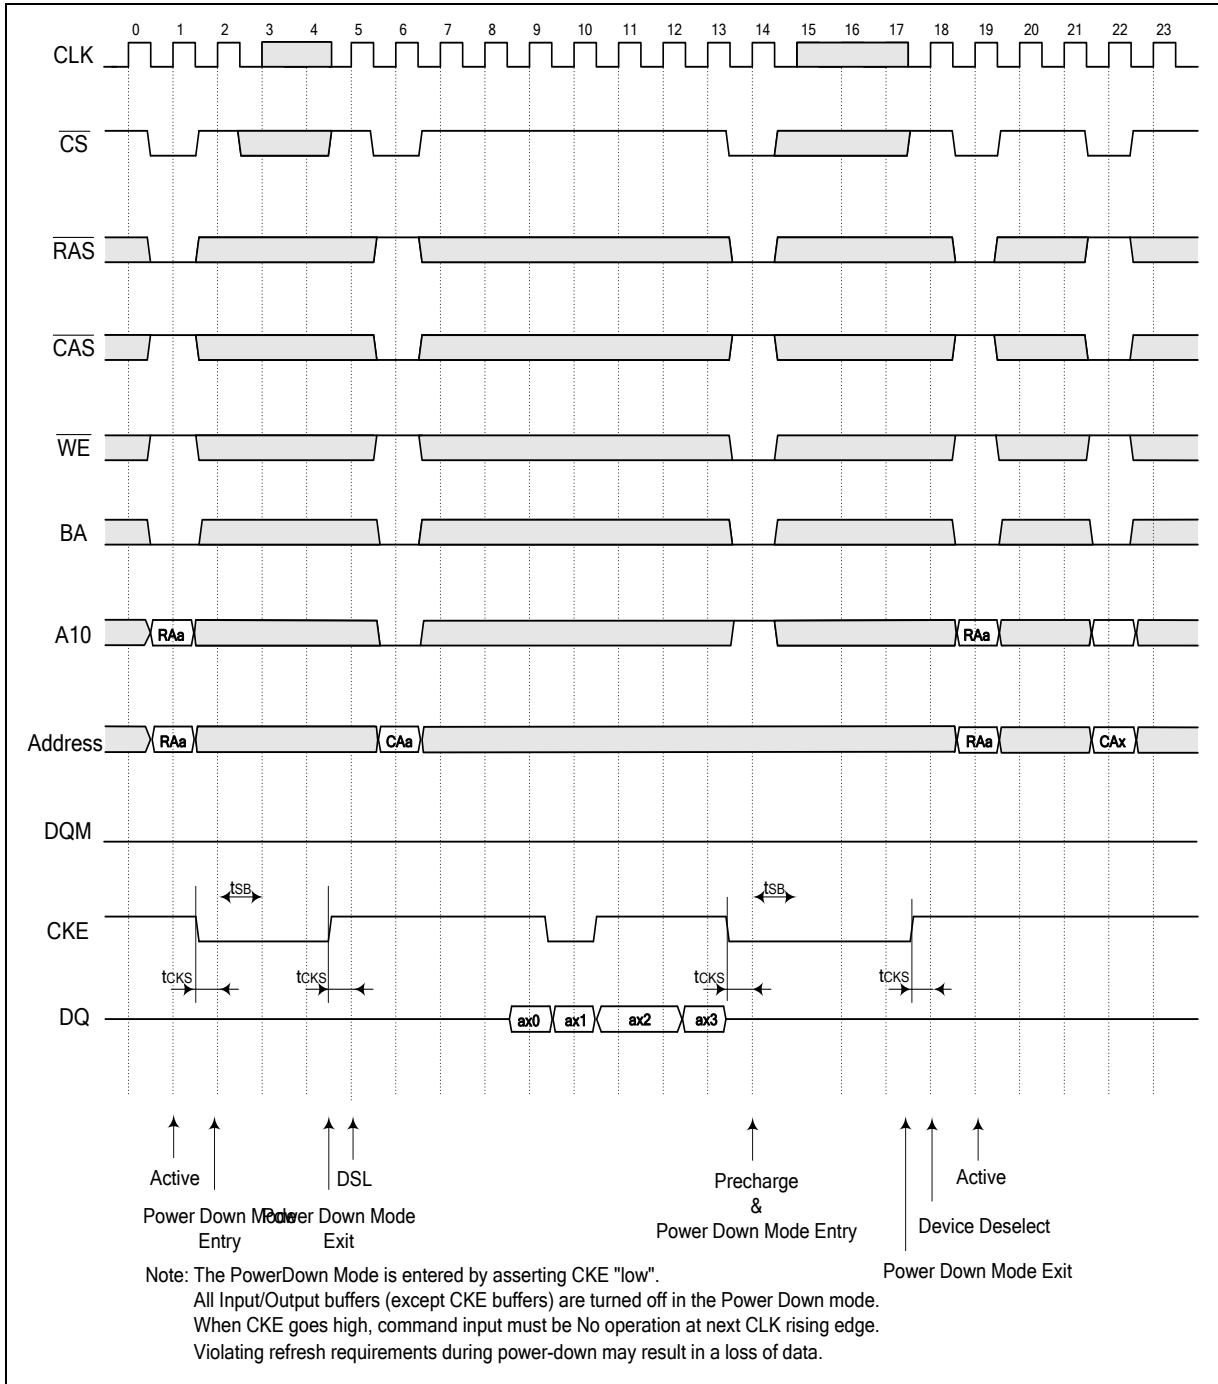 0 1 2 3 4 5 6 7 8 9 10 11 12 13 14 15 16 17 18 19 20 21 22 23
CLK
CS
RAS
CAS
WE
BA
A10 RAa RAa
Address RAa CAa RAa CAx
DQM
tSB tSB
CKE
tCKS tCKS tCKS tCKS
DQ ax0 ax1 ax2 ax3
Active DSL Precharge Active
&
Power Down Mode Power Down Mode Power Down Mode Entry Device Deselect
Entry Exit
Power Down Mode Exit
Note: The PowerDown Mode is entered by asserting CKE "low".
All Input/Output buffers (except CKE buffers) are turned off in the Power Down mode.
When CKE goes high, command input must be No operation at next CLK rising edge.
Violating refresh requirements during power-down may result in a loss of data.